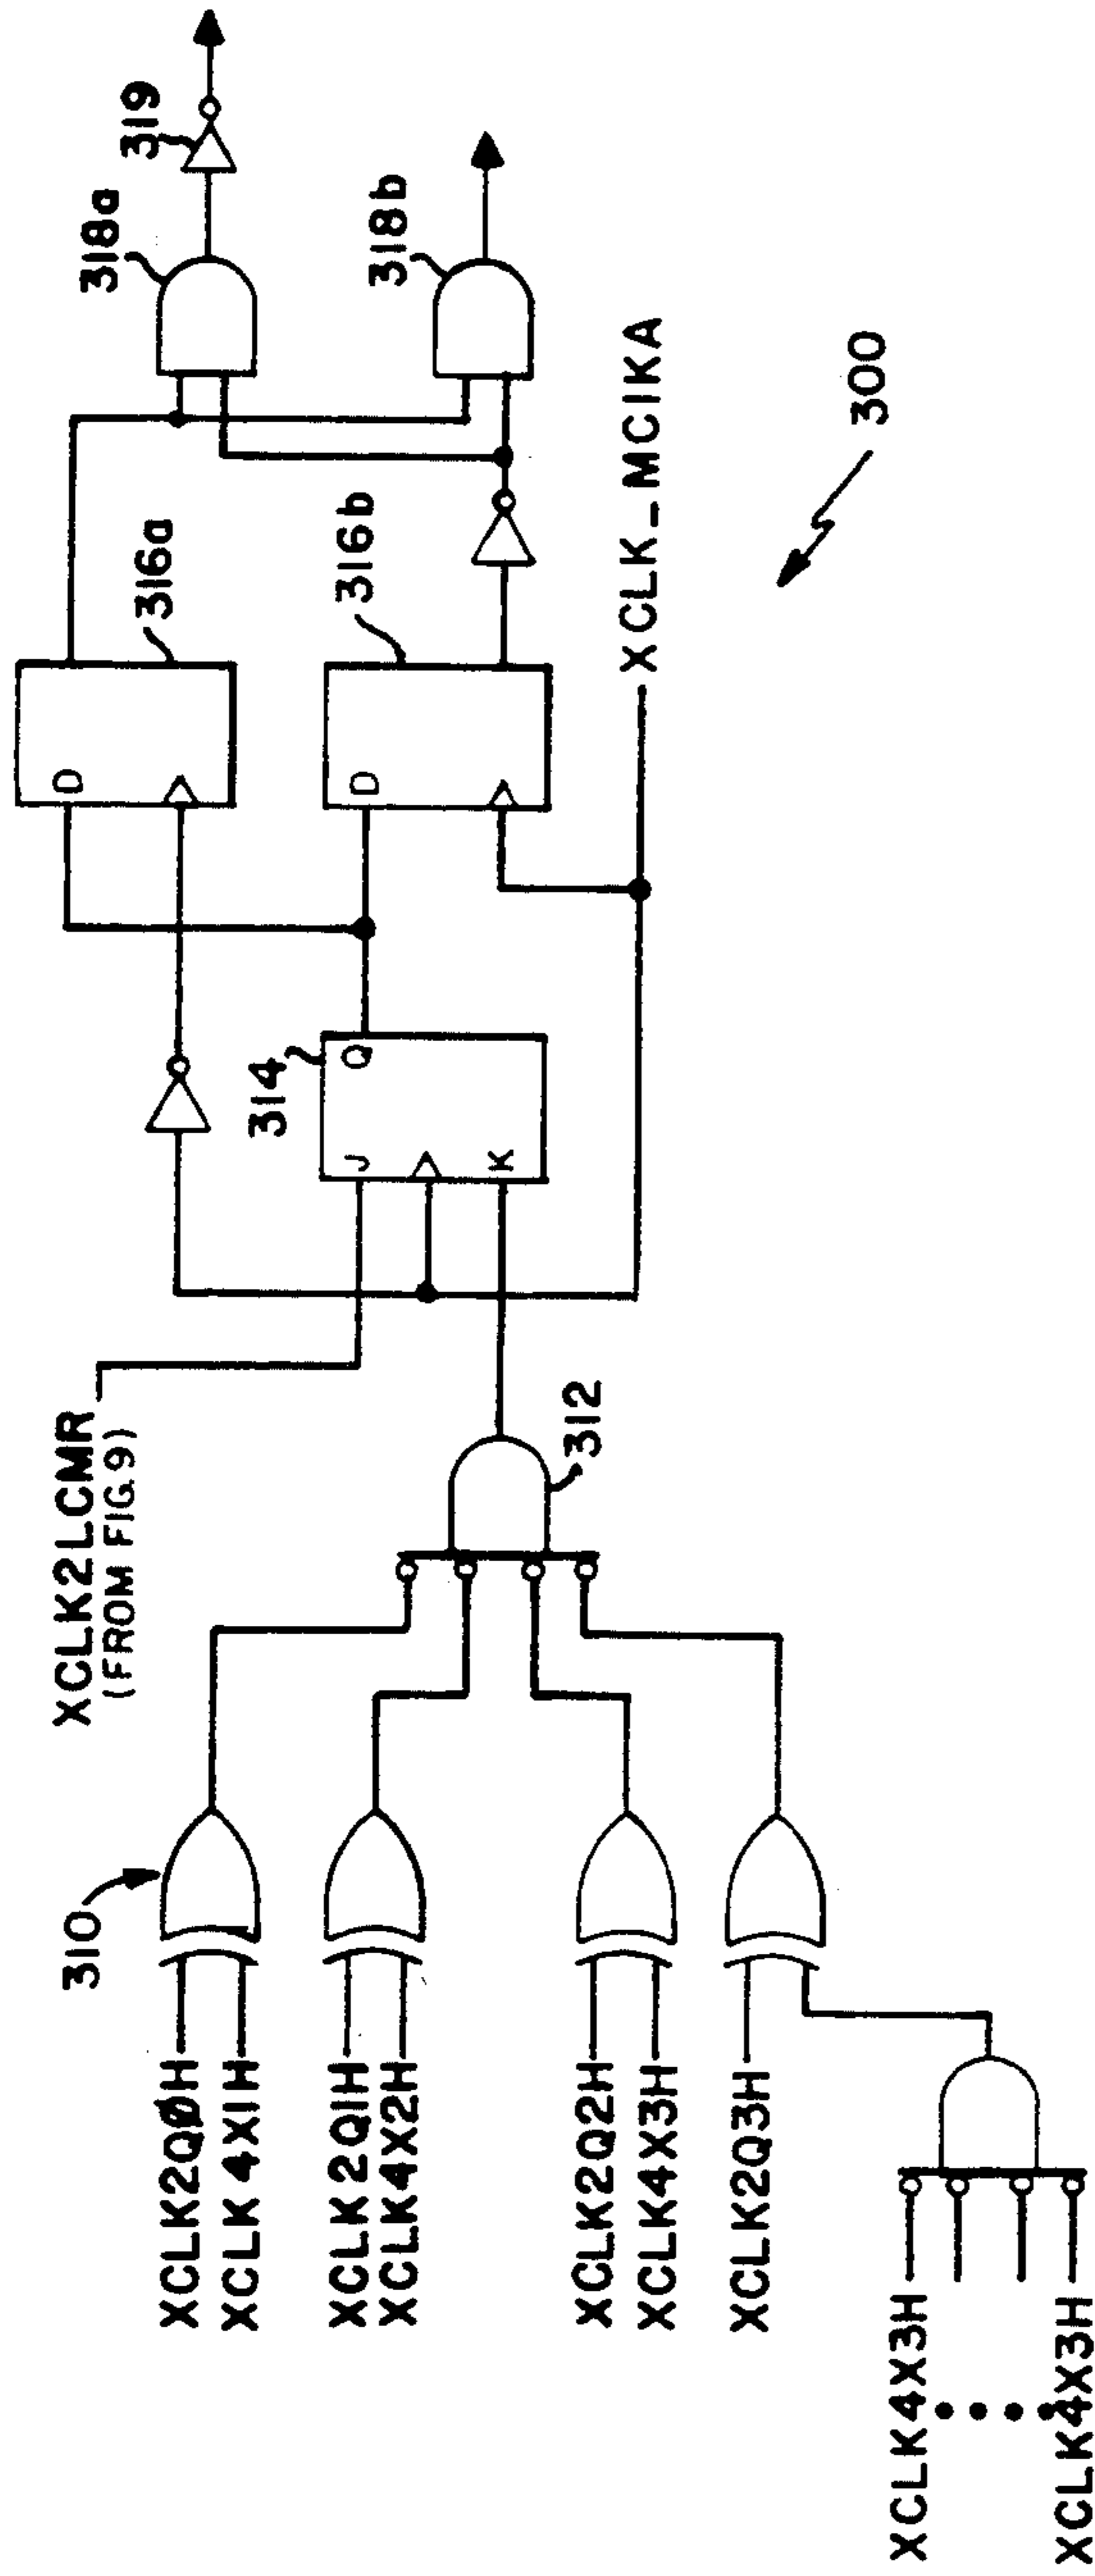 XCLK2QØH
XCLK4X1H
XCLK2Q1H
XCLK4X2H
XCLK2Q2H
XCLK4X3H
XCLK2Q3H
XCLK4X3H
XCLK4X3H
310
XCLK2LCMR
(FROM FIG.9)
312
314
J
Q
K
316a
D
316b
D
318a
318b
319
XCLK_MC1KA
300